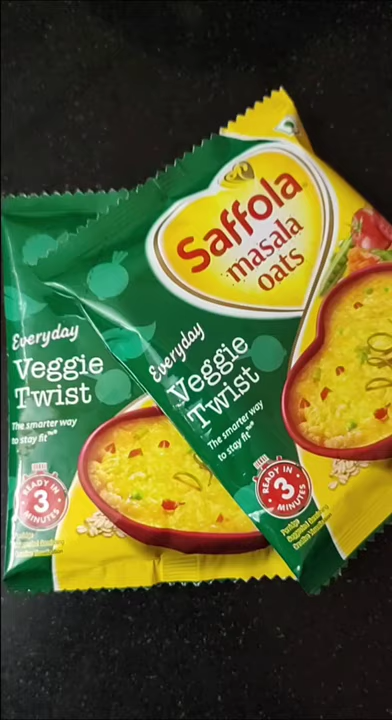 Saffola
masala
oats
Everyday
Veggie
Twist
The smarter way
to stay fit
READY IN
3
MINUTES
Everyday
Veggie
Twist
The smarter way
to stay fit
READY IN
3
MINUTES